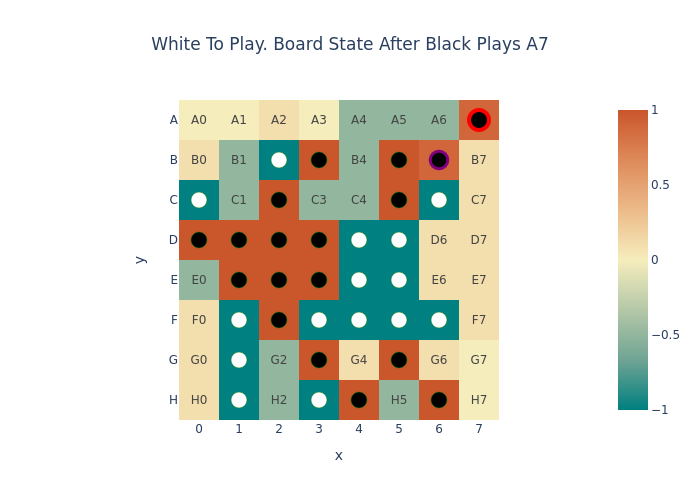 White To Play. Board State After Black Plays A7
A A0 A1 A2 A3 A4 A5 A6
B B0 B1 B4 B7
C C1 C3 C4 C7
D D6 D7
E E0 E6 E7
F F0 F7
G G0 G2 G4 G6 G7
H H0 H2 H5 H7
0 1 2 3 4 5 6 7
x
y
1
0.5
0
−0.5
−1